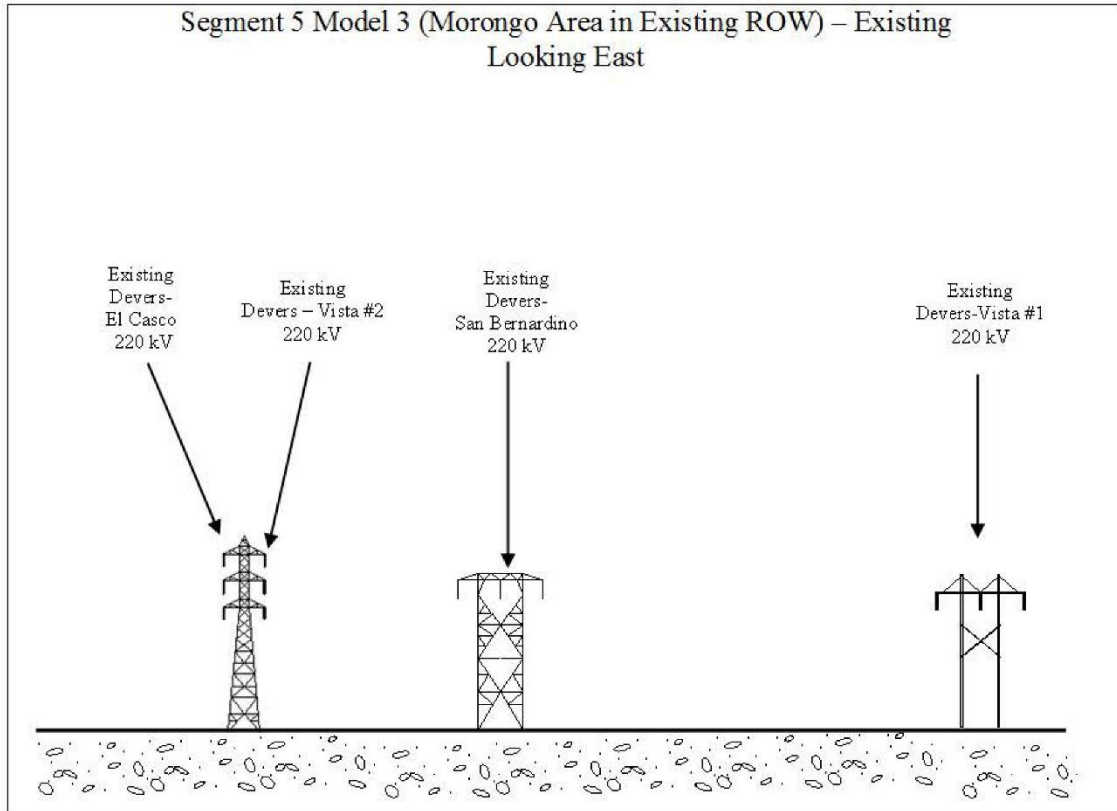 Segment 5 Model 3 (Morongo Area in Existing ROW) – Existing
Looking East
Existing
Devers-
El Casco
220 kV
Existing
Devers – Vista #2
220 kV
Existing
Devers-
San Bernardino
220 kV
Existing
Devers-Vista #1
220 kV